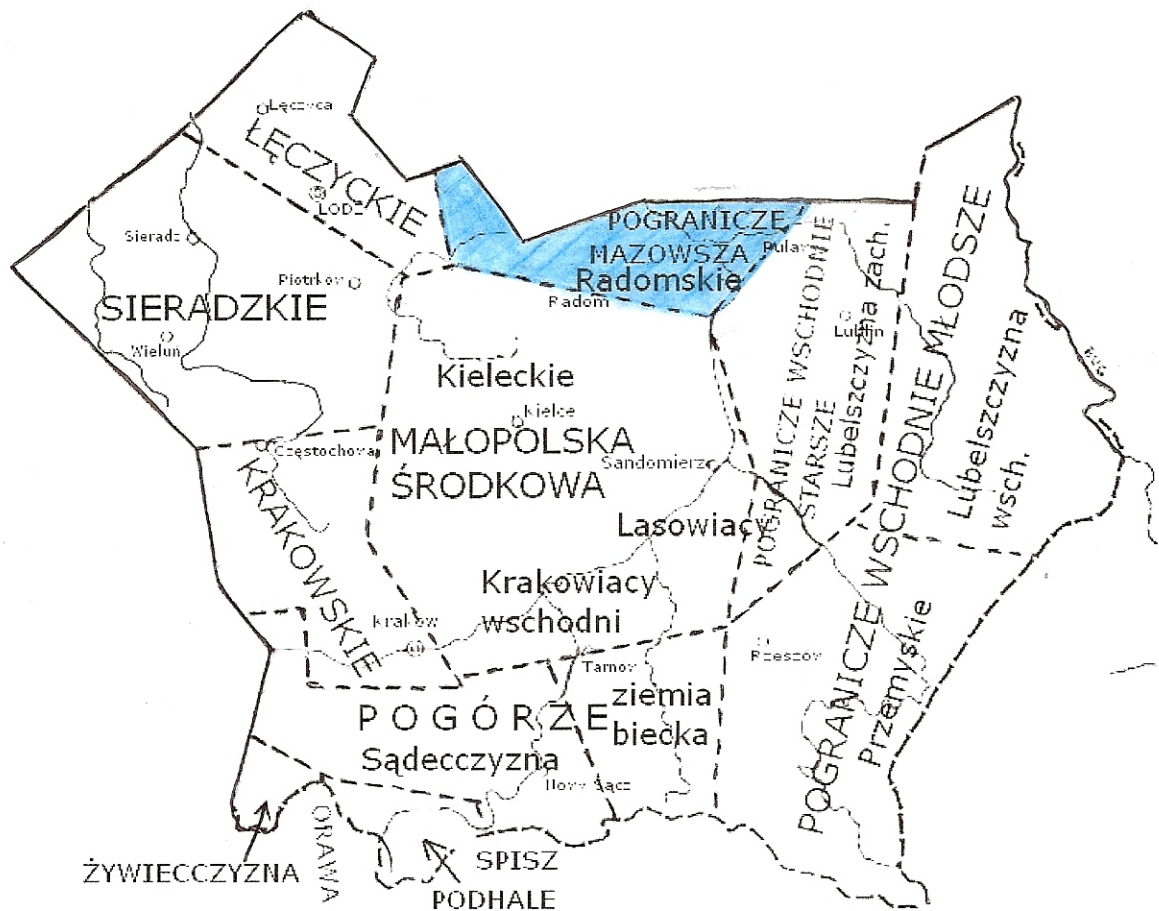 Łęczyca
ŁĘCZYCKIE
ŁÓDŹ
Sieradz
Piotrków
SIERADZKIE
Wieluń
POGRANICZE
MAZOWSZA
Radomskie
Radom
Puławy
Lublin
POGRANICZE WSCHODNIE
STARSZE
Lubelszczyzna zach.
POGRANICZE WSCHODNIE MŁODSZE
Lubelszczyzna
wsch.
Przemyskie
Kieleckie
Kielce
MAŁOPOLSKA
ŚRODKOWA
Sandomierz
Częstochowa
KRAKOWSKIE
Lasowiacy
Krakowiacy
wschodni
Kraków
Rzeszów
Tarnów
POGÓRZE
Sądecczyzna
ziemia
biecka
Nowy Sącz
ŻYWIECCZYZNA
ORAWA
SPISZ
PODHALE